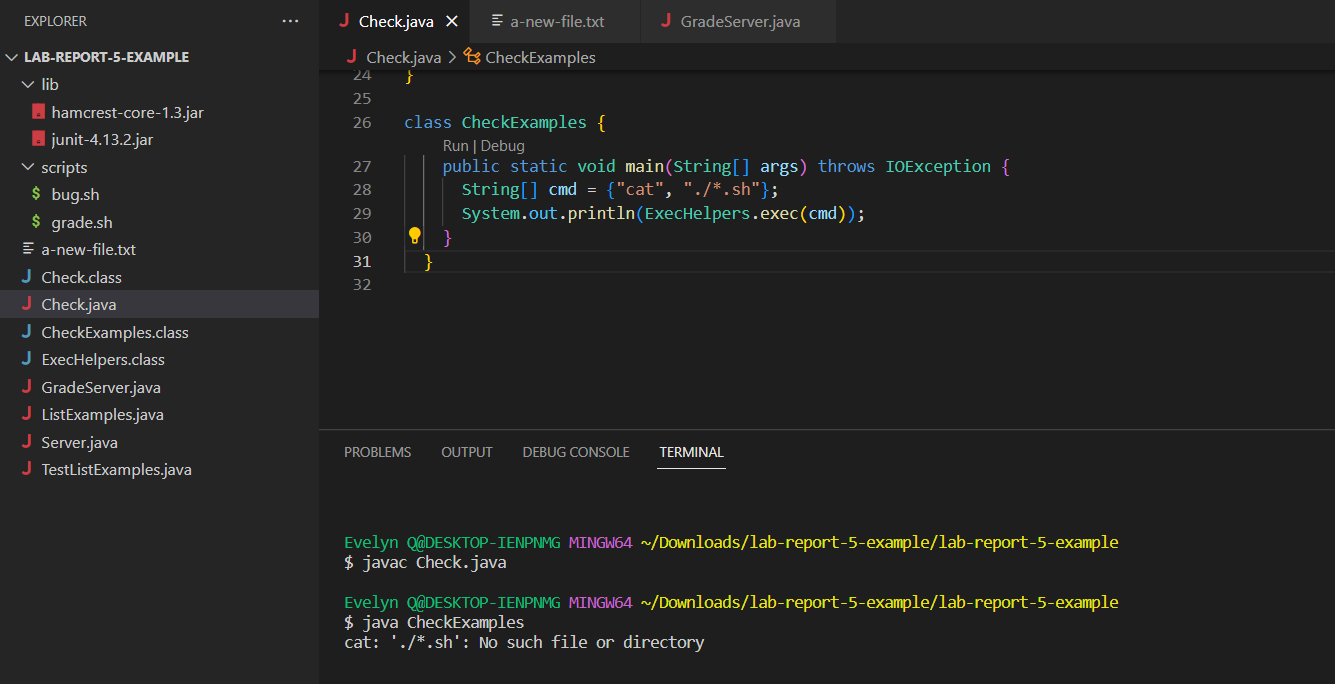 EXPLORER
...
LAB-REPORT-5-EXAMPLE
lib
hamcrest-core-1.3.jar
junit-4.13.2.jar
scripts
$ bug.sh
$ grade.sh
a-new-file.txt
J Check.class
J Check.java
J CheckExamples.class
J ExecHelpers.class
J GradeServer.java
J ListExamples.java
J Server.java
J TestListExamples.java
J Check.java a-new-file.txt J GradeServer.java
J Check.java > CheckExamples
24 }
25
26 class CheckExamples {
Run | Debug
27 public static void main(String[] args) throws IOException {
28 String[] cmd = {"cat", "./*.sh"};
29 System.out.println(ExecHelpers.exec(cmd));
30 }
31 }
32
PROBLEMS OUTPUT DEBUG CONSOLE TERMINAL
Evelyn Q@DESKTOP-IENPNMG MINGW64 ~/Downloads/lab-report-5-example/lab-report-5-example
$ javac Check.java
Evelyn Q@DESKTOP-IENPNMG MINGW64 ~/Downloads/lab-report-5-example/lab-report-5-example
$ java CheckExamples
cat: './*.sh': No such file or directory